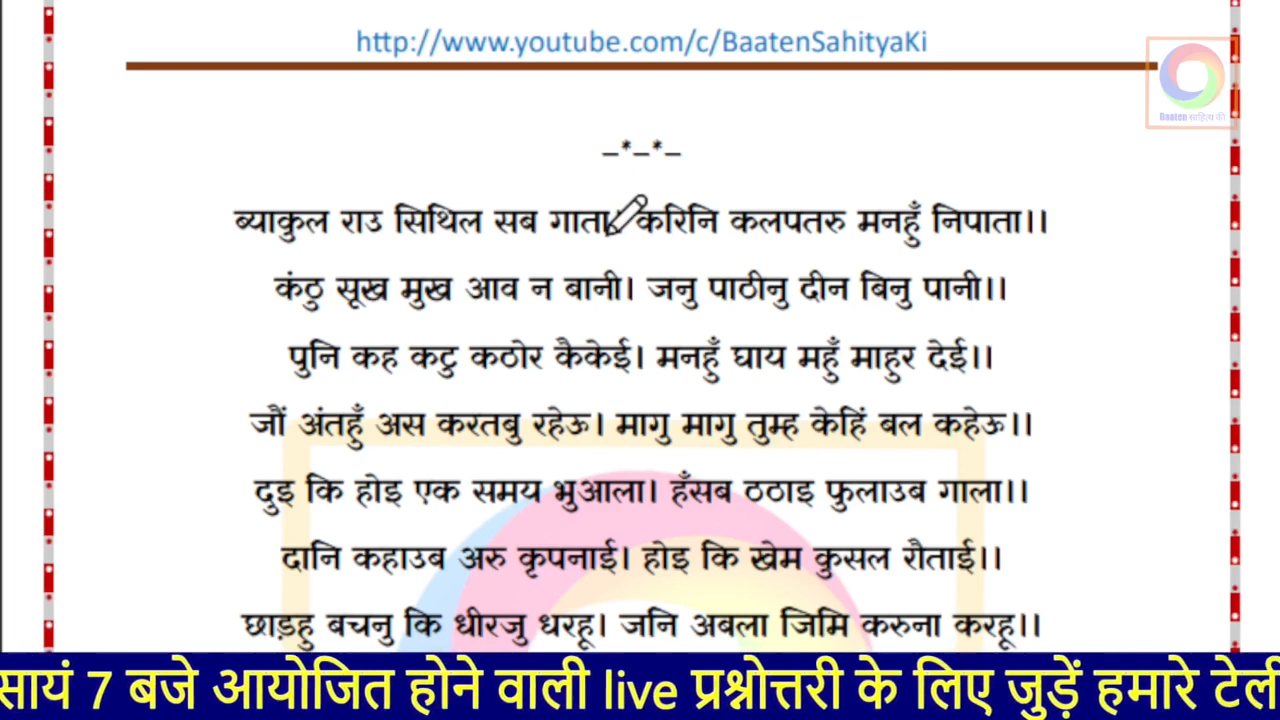 http://www.youtube.com/c/BaatenSahityaKi
Baaten साहित्य की
–*–*–
ब्याकुल राउ सिथिल सब गाता। करिनि कलपतरु मनहुँ निपाता।।
कंठु सूख मुख आव न बानी। जनु पाठीनु दीन बिनु पानी।।
पुनि कह कटु कठोर कैकेई। मनहुँ घाय महुँ माहुर देई।।
जौं अंतहुँ अस करतबु रहेऊ। मागु मागु तुम्ह केहिं बल कहेऊ।।
दुइ कि होइ एक समय भुआला। हँसब ठठाइ फुलाउब गाला।।
दानि कहाउब अरु कृपनाई। होइ कि खेम कुसल रौताई।।
छाड़हु बचनु कि धीरजु धरहू। जनि अबला जिमि करुना करहू।।
सायं 7 बजे आयोजित होने वाली live प्रश्नोत्तरी के लिए जुड़ें हमारे टेली